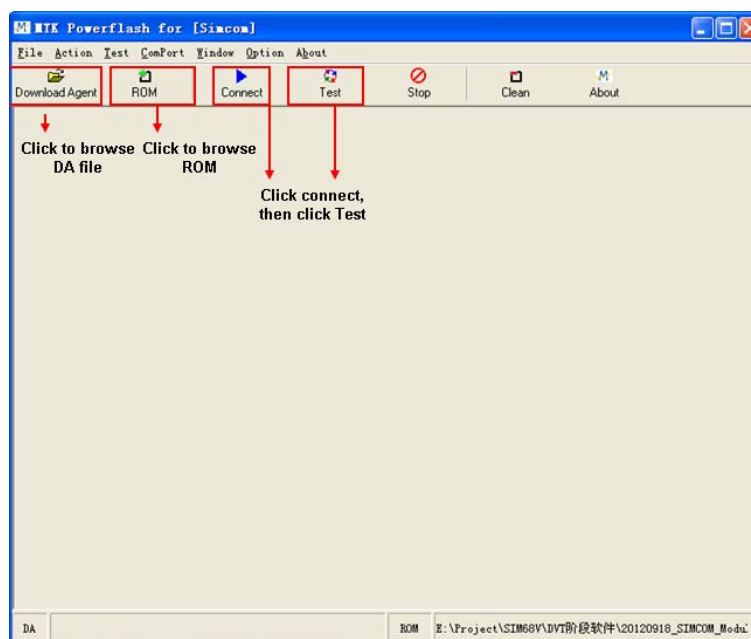 MTK Powerflash for [Simcom]
File Action Test ComPort Window Option About
Download Agent ROM Connect Test Stop Clean About
Click to browse DA file
Click to browse ROM
Click connect, then click Test
DA ROM E:\Project\SIM68V\DVT阶段软件\20120918_SIMCOM_Modul